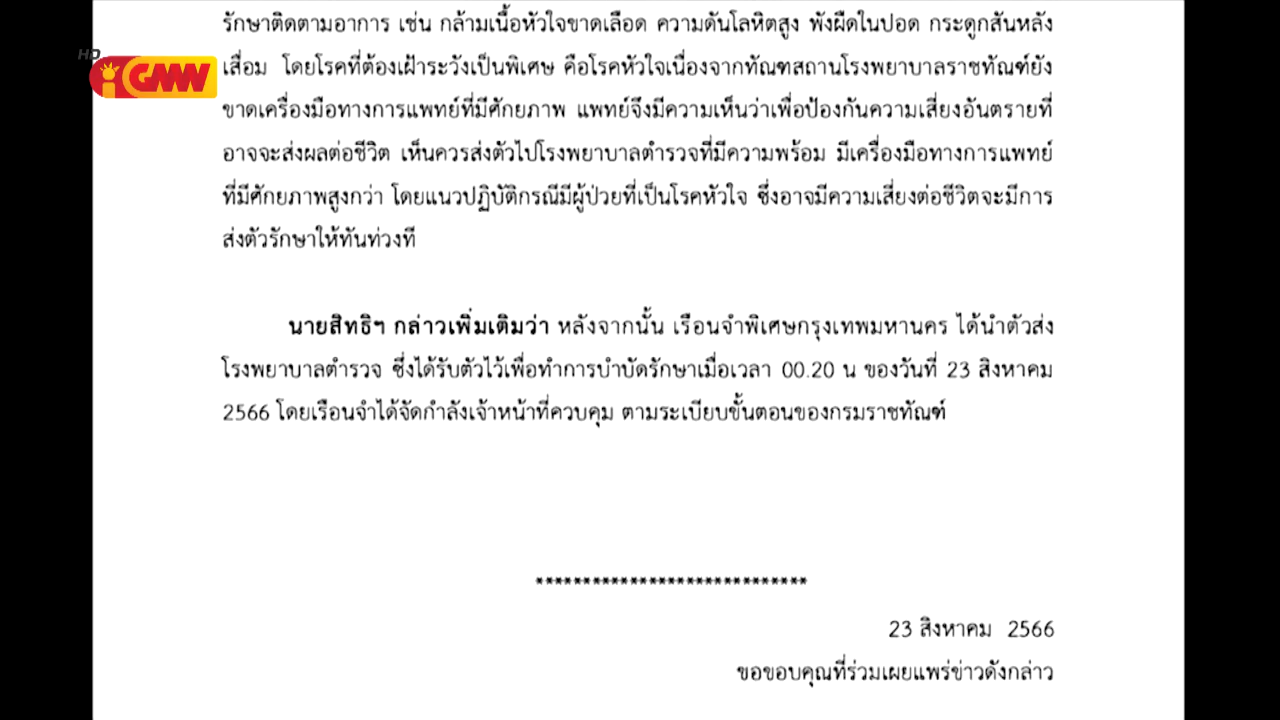 HD
iGMW
รักษาติดตามอาการ เช่น กล้ามเนื้อหัวใจขาดเลือด ความดันโลหิตสูง พังผืดในปอด กระดูกสันหลัง
เสื่อม โดยโรคที่ต้องเฝ้าระวังเป็นพิเศษ คือโรคหัวใจเนื่องจากทัณฑสถานโรงพยาบาลราชทัณฑ์ยัง
ขาดเครื่องมือทางการแพทย์ที่มีศักยภาพ แพทย์จึงมีความเห็นว่าเพื่อป้องกันความเสี่ยงอันตรายที่
อาจจะส่งผลต่อชีวิต เห็นควรส่งตัวไปโรงพยาบาลตำรวจที่มีความพร้อม มีเครื่องมือทางการแพทย์
ที่มีศักยภาพสูงกว่า โดยแนวปฏิบัติกรณีมีผู้ป่วยที่เป็นโรคหัวใจ ซึ่งอาจมีความเสี่ยงต่อชีวิตจะมีการ
ส่งตัวรักษาให้ทันท่วงที
นายสิทธิฯ กล่าวเพิ่มเติมว่า หลังจากนั้น เรือนจำพิเศษกรุงเทพมหานคร ได้นำตัวส่ง
โรงพยาบาลตำรวจ ซึ่งได้รับตัวไว้เพื่อทำการบำบัดรักษาเมื่อเวลา 00.20 น ของวันที่ 23 สิงหาคม
2566 โดยเรือนจำได้จัดกำลังเจ้าหน้าที่ควบคุม ตามระเบียบขั้นตอนของกรมราชทัณฑ์
*****************************
23 สิงหาคม 2566
ขอขอบคุณที่ร่วมเผยแพร่ข่าวดังกล่าว